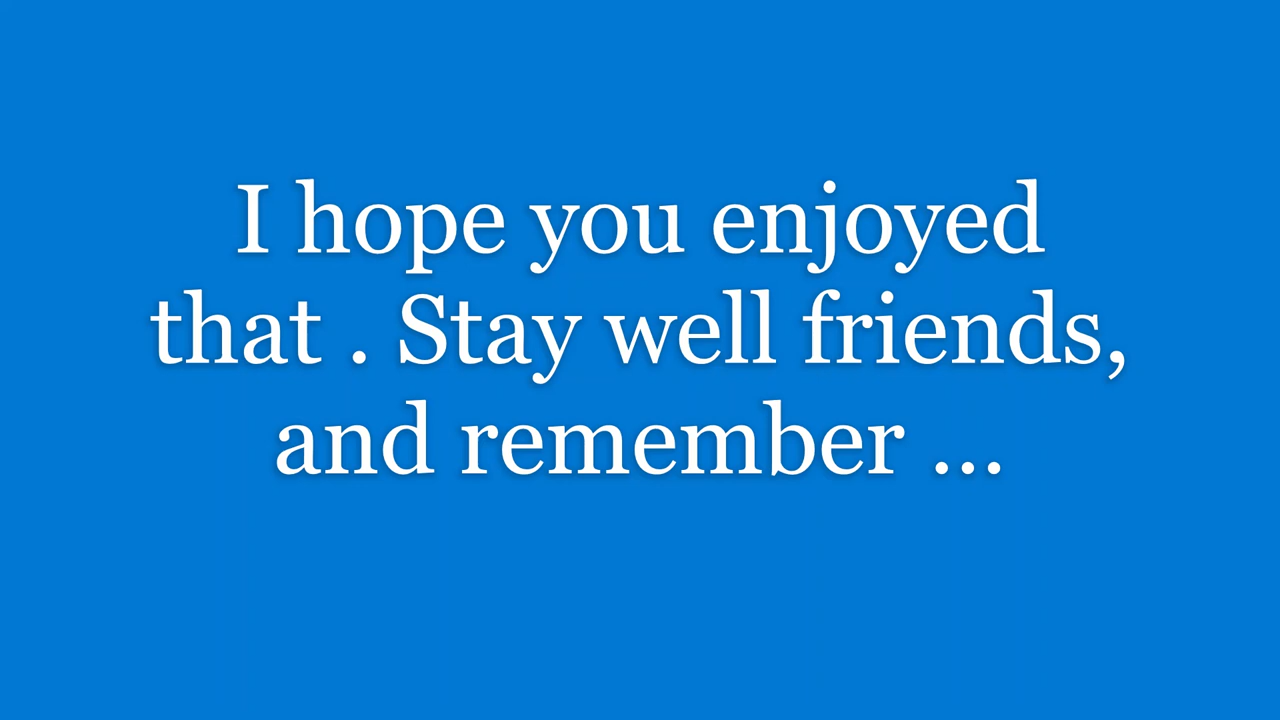 I hope you enjoyed
that . Stay well friends,
and remember ...